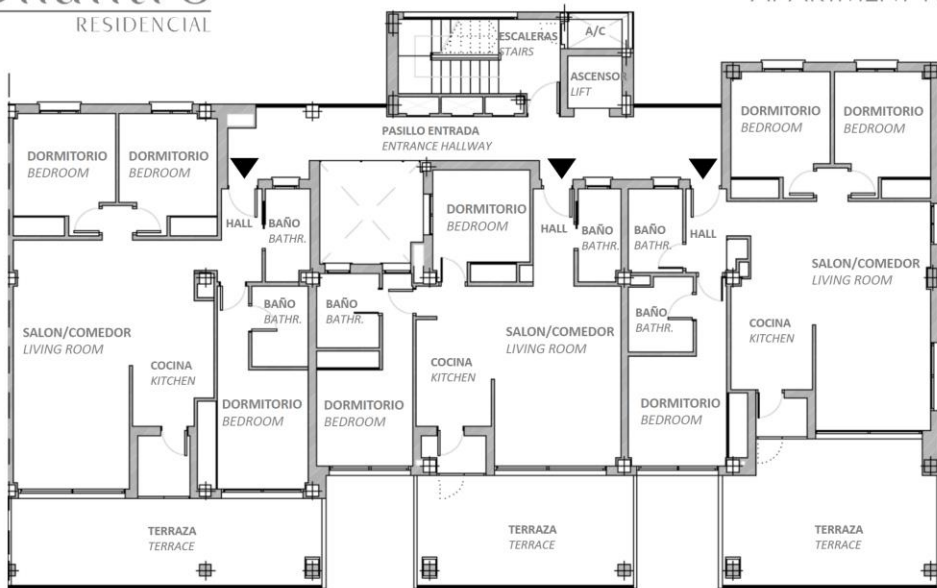 RESIDENCIAL
ESCALERAS
STAIRS
A/C
ASCENSOR
LIFT
PASILLO ENTRADA
ENTRANCE HALLWAY
DORMITORIO
BEDROOM
DORMITORIO
BEDROOM
DORMITORIO
BEDROOM
DORMITORIO
BEDROOM
HALL
BAÑO
BATHR.
DORMITORIO
BEDROOM
HALL
BAÑO
BATHR.
BAÑO
BATHR.
HALL
SALON/COMEDOR
LIVING ROOM
BAÑO
BATHR.
BAÑO
BATHR.
BAÑO
BATHR.
SALON/COMEDOR
LIVING ROOM
SALON/COMEDOR
LIVING ROOM
COCINA
KITCHEN
COCINA
KITCHEN
COCINA
KITCHEN
DORMITORIO
BEDROOM
DORMITORIO
BEDROOM
DORMITORIO
BEDROOM
TERRAZA
TERRACE
TERRAZA
TERRACE
TERRAZA
TERRACE